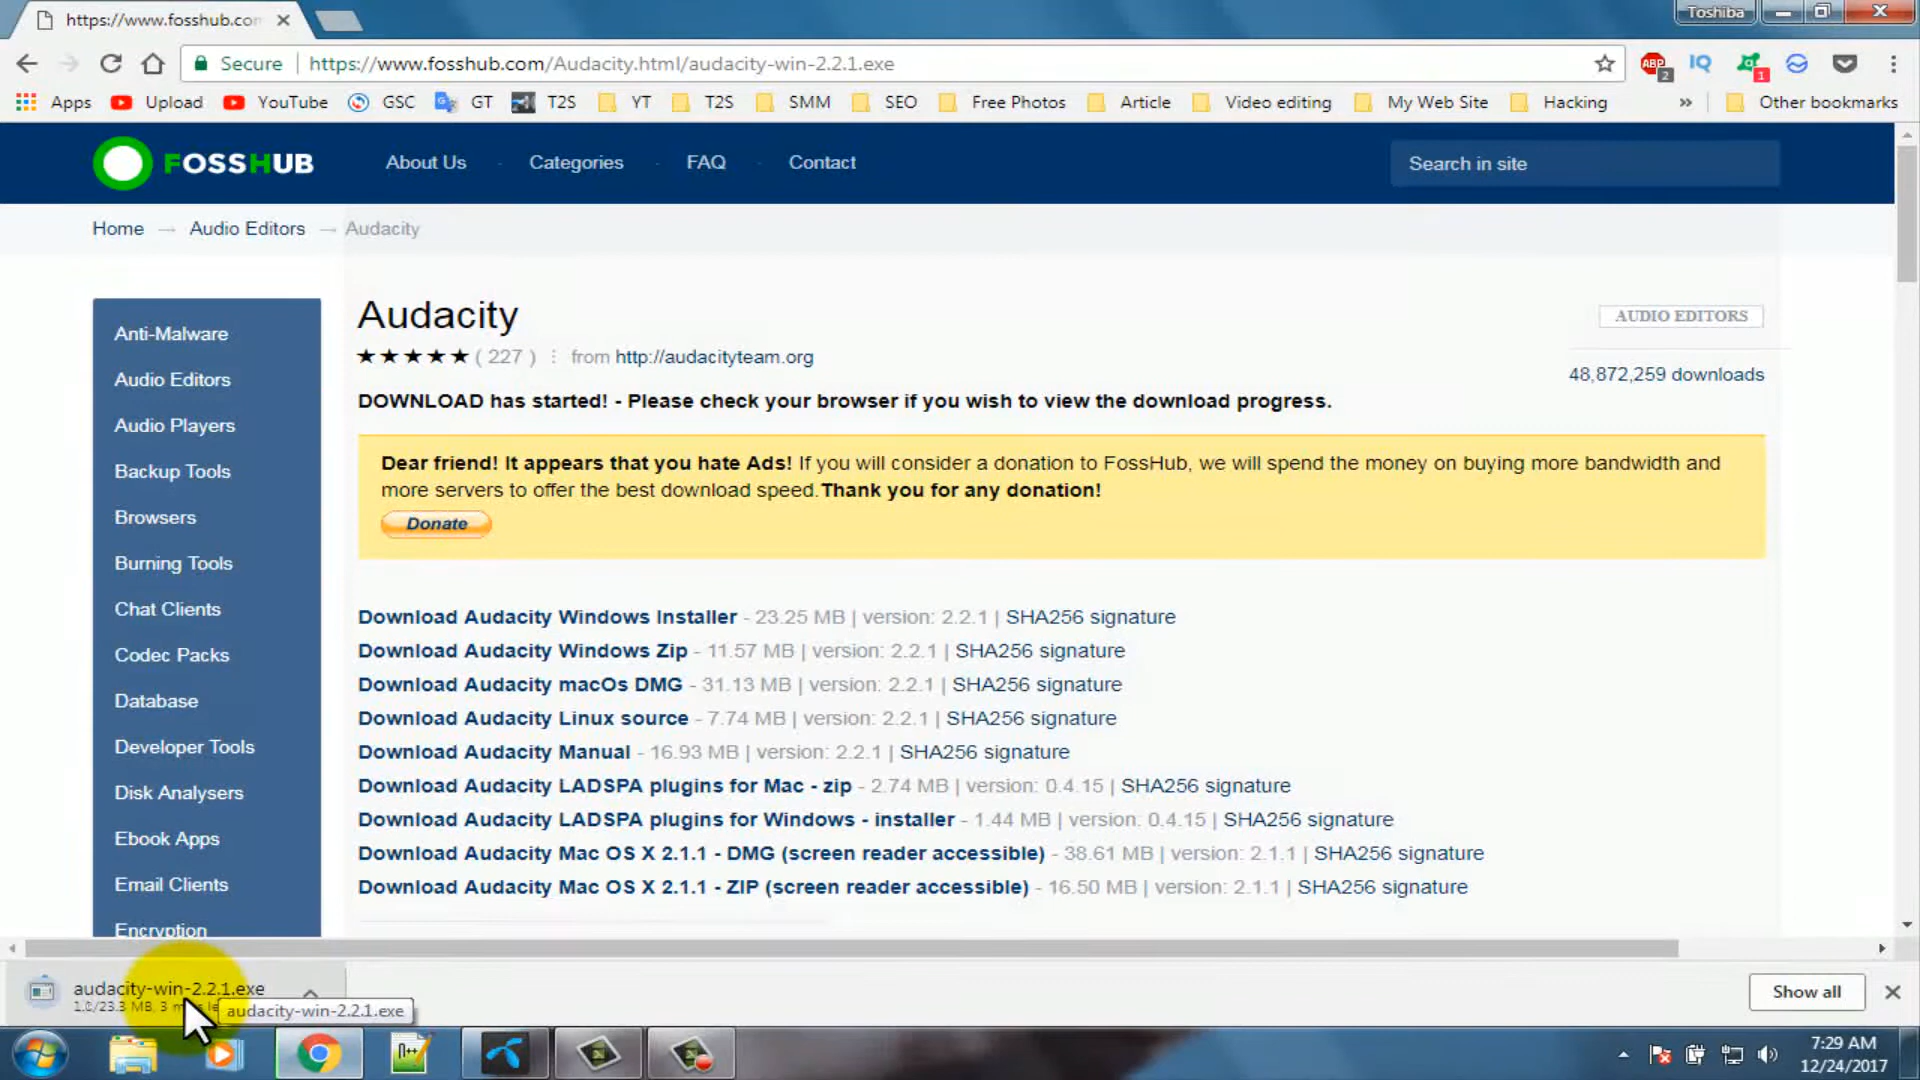 https://www.fosshub.co
Toshiba
Secure | https://www.fosshub.com/Audacity.html/audacity-win-2.2.1.exe
ABP 2 IQ 1
Apps Upload YouTube GSC GT T2S YT T2S SMM SEO Free Photos Article Video editing My Web Site Hacking » Other bookmarks
FOSSHUB About Us - Categories - FAQ - Contact Search in site
Home → Audio Editors → Audacity
Anti-Malware
Audio Editors
Audio Players
Backup Tools
Browsers
Burning Tools
Chat Clients
Codec Packs
Database
Developer Tools
Disk Analysers
Ebook Apps
Email Clients
Encryption
Audacity
AUDIO EDITORS
★★★★★ ( 227 ) ⋮ from http://audacityteam.org
48,872,259 downloads
DOWNLOAD has started! - Please check your browser if you wish to view the download progress.
Dear friend! It appears that you hate Ads! If you will consider a donation to FossHub, we will spend the money on buying more bandwidth and
more servers to offer the best download speed.Thank you for any donation!
Donate
Download Audacity Windows Installer - 23.25 MB | version: 2.2.1 | SHA256 signature
Download Audacity Windows Zip - 11.57 MB | version: 2.2.1 | SHA256 signature
Download Audacity macOs DMG - 31.13 MB | version: 2.2.1 | SHA256 signature
Download Audacity Linux source - 7.74 MB | version: 2.2.1 | SHA256 signature
Download Audacity Manual - 16.93 MB | version: 2.2.1 | SHA256 signature
Download Audacity LADSPA plugins for Mac - zip - 2.74 MB | version: 0.4.15 | SHA256 signature
Download Audacity LADSPA plugins for Windows - installer - 1.44 MB | version: 0.4.15 | SHA256 signature
Download Audacity Mac OS X 2.1.1 - DMG (screen reader accessible) - 38.61 MB | version: 2.1.1 | SHA256 signature
Download Audacity Mac OS X 2.1.1 - ZIP (screen reader accessible) - 16.50 MB | version: 2.1.1 | SHA256 signature
audacity-win-2.2.1.exe
/23.3 MB, 3
audacity-win-2.2.1.exe
Show all
7:29 AM
12/24/2017